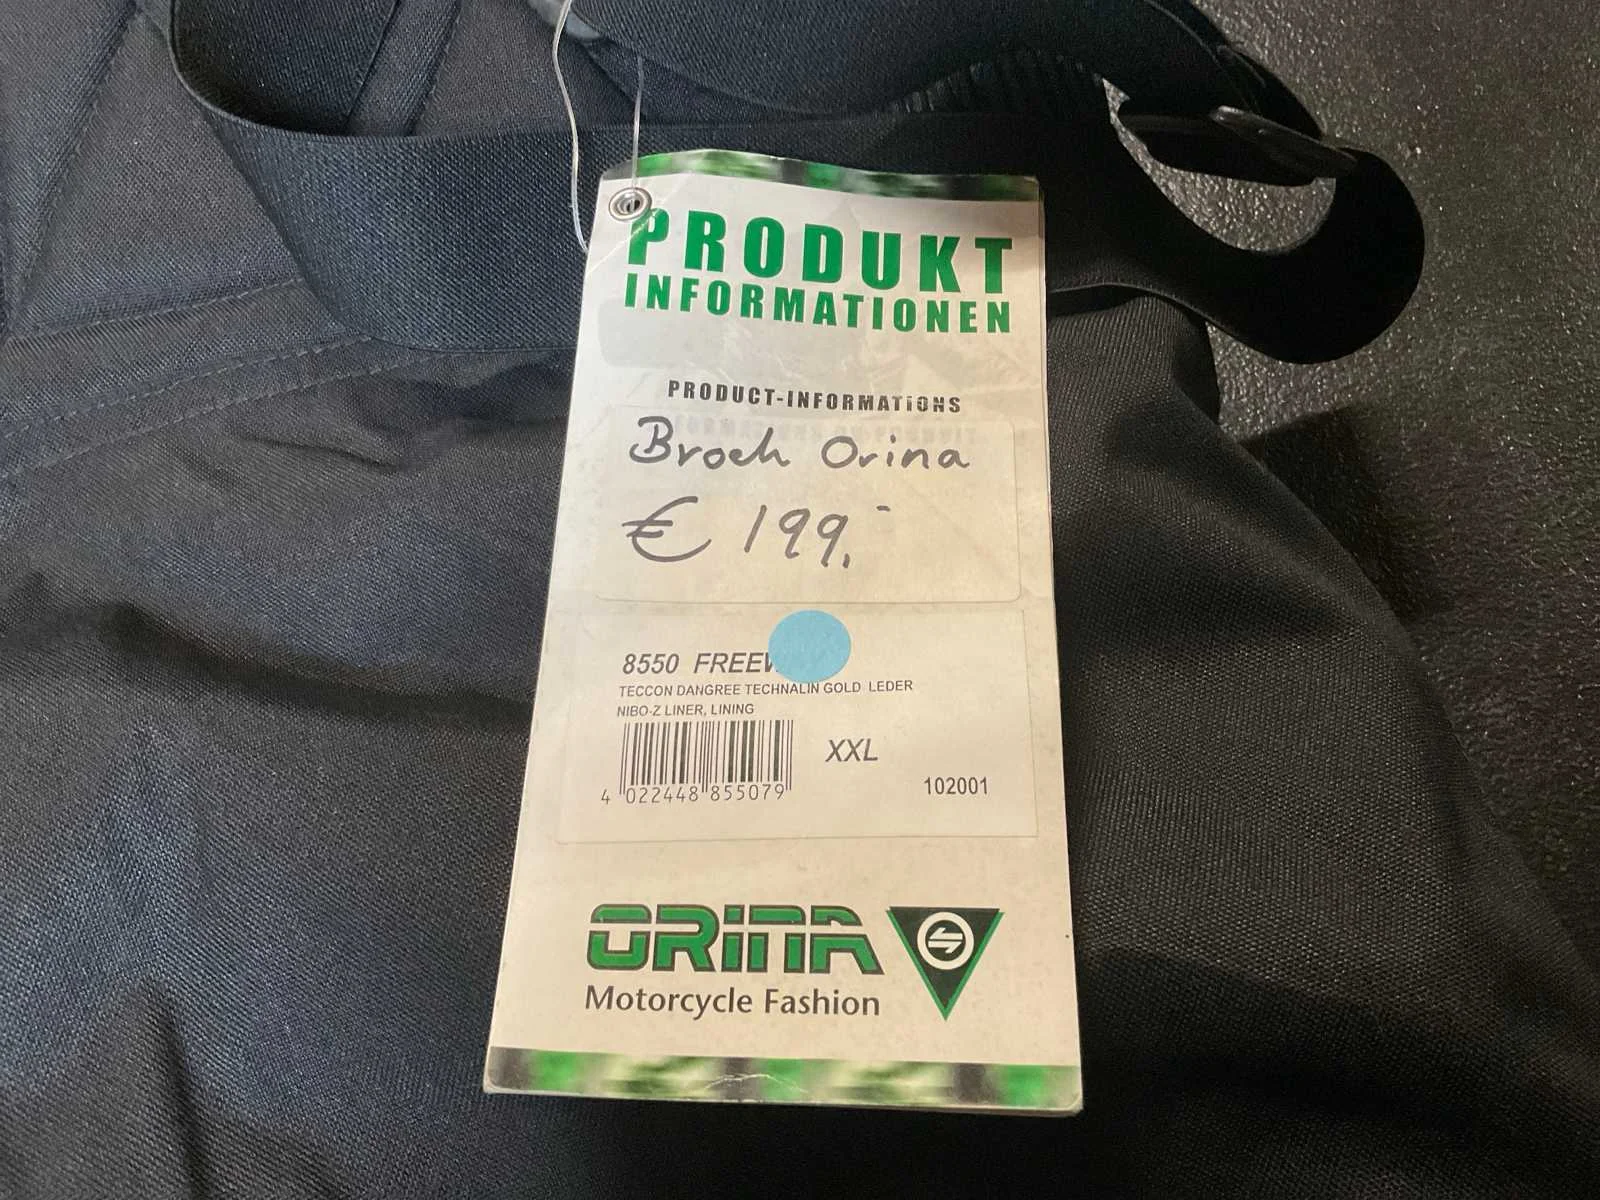 PRODUKT
INFORMATIONEN
PRODUCT-INFORMATIONS
Broek Orina
€ 199,-
8550 FREEW
TECCON DANGREE TECHNALIN GOLD LEDER
NIBO-Z LINER, LINING
XXL
4 022448 855079
102001
ORINA
Motorcycle Fashion